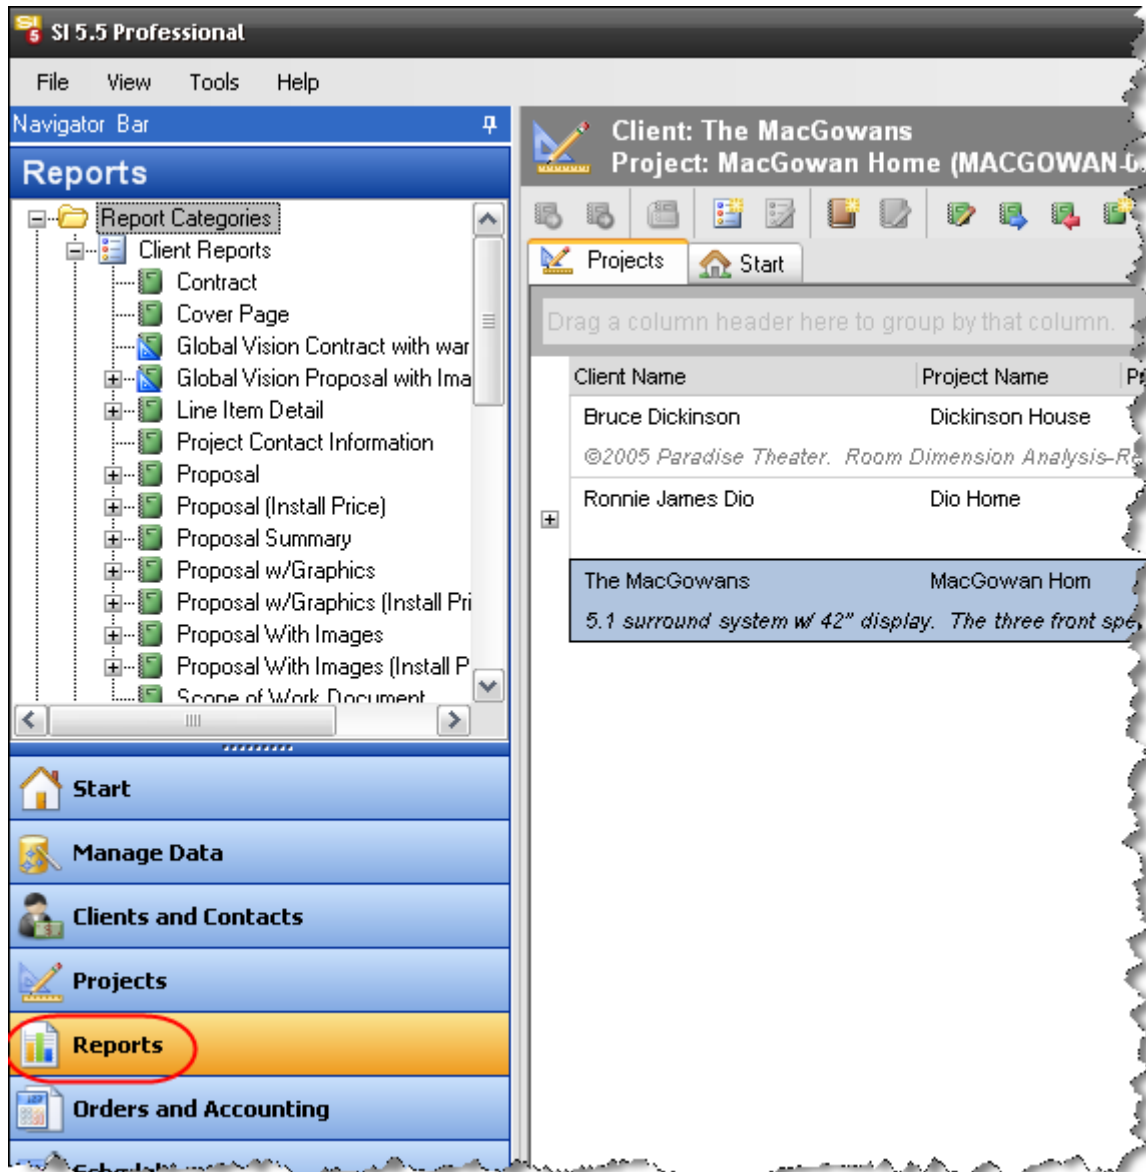 SI 5.5 Professional
File View Tools Help
Navigator Bar
Reports
Report Categories
Client Reports
Contract
Cover Page
Global Vision Contract with war
Global Vision Proposal with Ima
Line Item Detail
Project Contact Information
Proposal
Proposal (Install Price)
Proposal Summary
Proposal w/Graphics
Proposal w/Graphics (Install Pri
Proposal With Images
Proposal With Images (Install P
Scope of Work Document
Start
Manage Data
Clients and Contacts
Projects
Reports
Orders and Accounting
Client: The MacGowans
Project: MacGowan Home (MACGOWAN-0
Projects Start
Drag a column header here to group by that column.
Client Name Project Name
Bruce Dickinson Dickinson House
©2005 Paradise Theater. Room Dimension Analysis-Re
Ronnie James Dio Dio Home
The MacGowans MacGowan Hom
5.1 surround system w/ 42" display. The three front spe